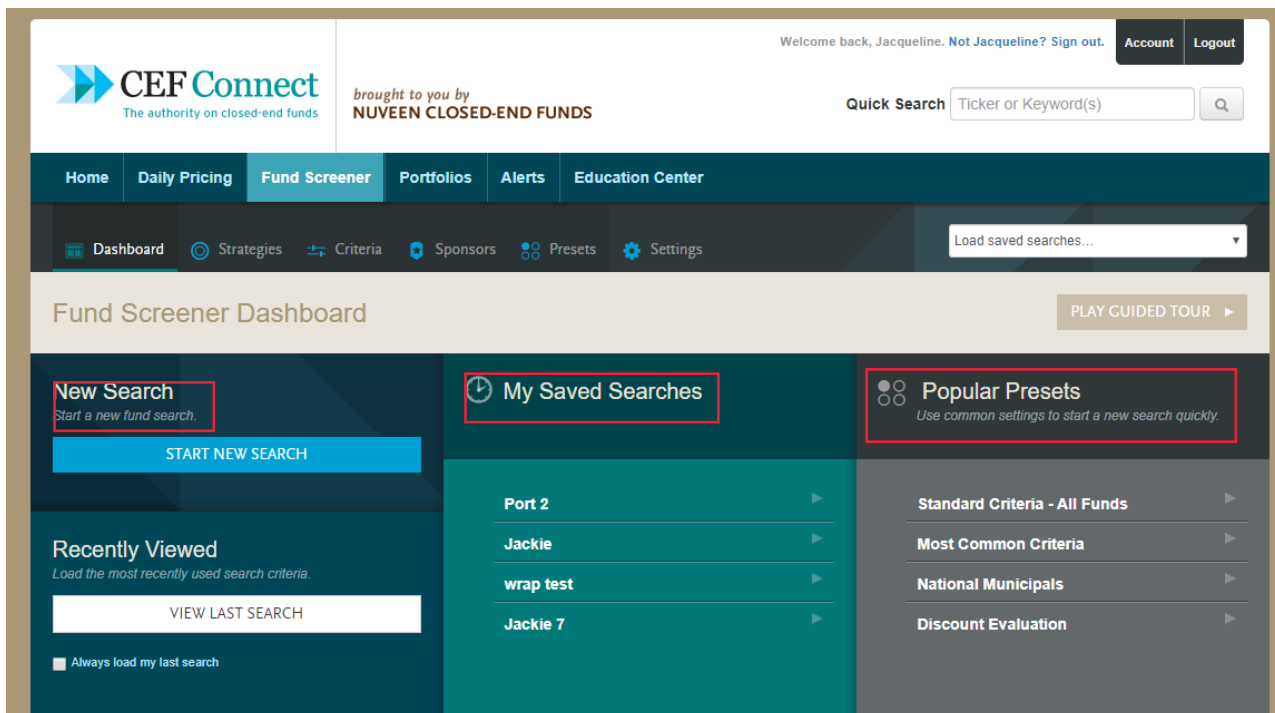 Welcome back, Jacqueline. Not Jacqueline? Sign out.
Account
Logout
CEF Connect
The authority on closed-end funds
brought to you by
NUVEEN CLOSED-END FUNDS
Quick Search
Ticker or Keyword(s)
Home
Daily Pricing
Fund Screener
Portfolios
Alerts
Education Center
Dashboard
Strategies
Criteria
Sponsors
Presets
Settings
Load saved searches...
Fund Screener Dashboard
PLAY GUIDED TOUR
New Search
Start a new fund search.
START NEW SEARCH
Recently Viewed
Load the most recently used search criteria.
VIEW LAST SEARCH
Always load my last search
My Saved Searches
Port 2
Jackie
wrap test
Jackie 7
Popular Presets
Use common settings to start a new search quickly.
Standard Criteria - All Funds
Most Common Criteria
National Municipals
Discount Evaluation